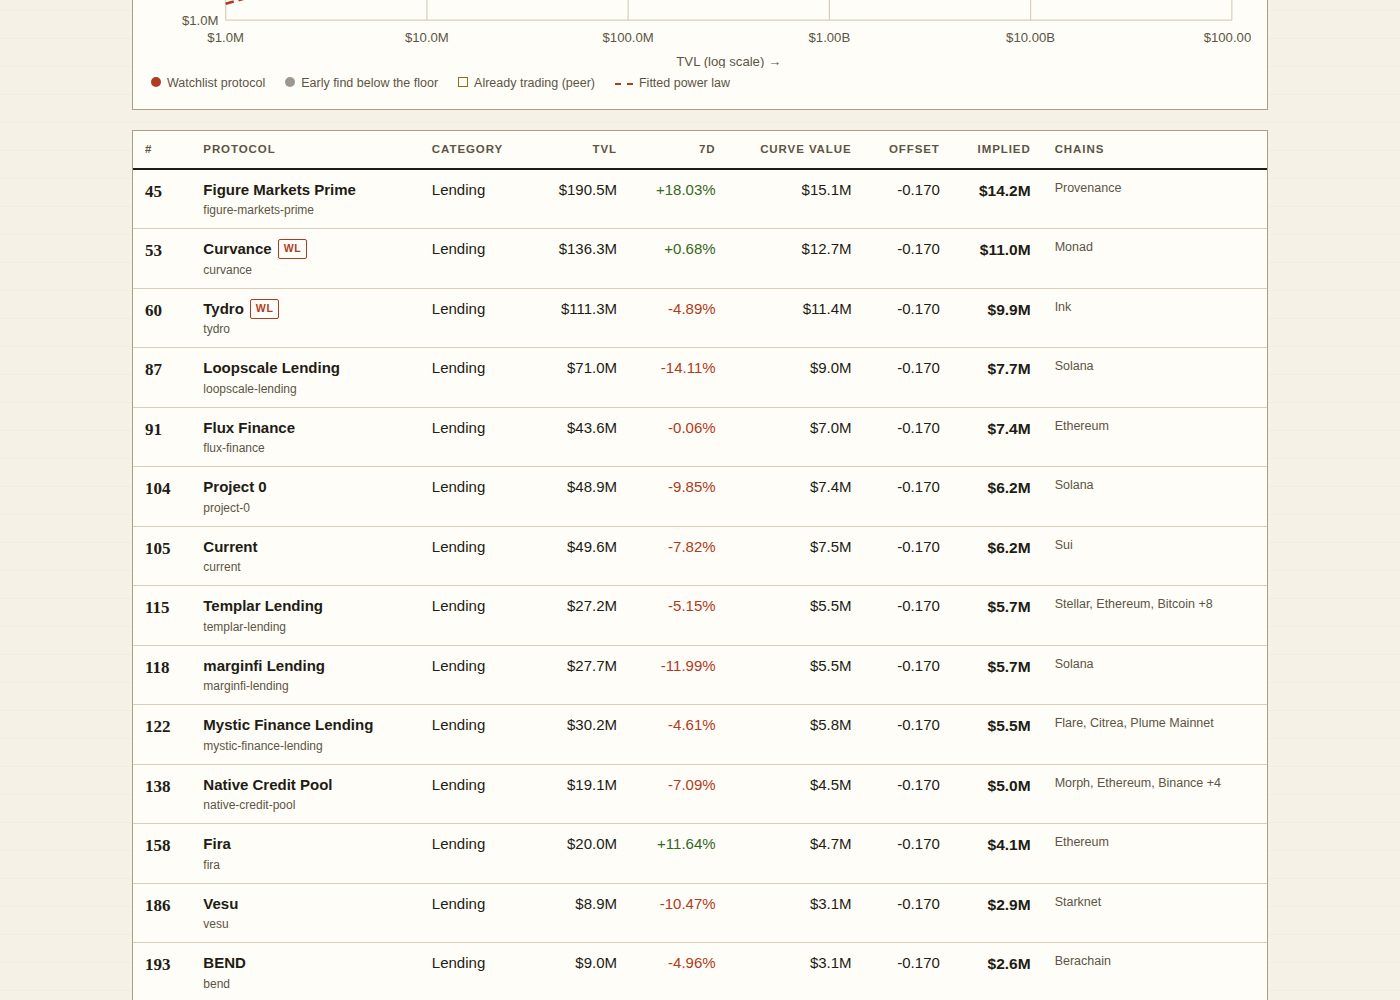 $1.0M
$1.0M $10.0M $100.0M $1.00B $10.00B $100.00
TVL (log scale) →
Watchlist protocol Early find below the floor Already trading (peer) Fitted power law
# PROTOCOL CATEGORY TVL 7D CURVE VALUE OFFSET IMPLIED CHAINS
45 Figure Markets Prime Lending $190.5M +18.03% $15.1M -0.170 $14.2M Provenance
figure-markets-prime
53 Curvance WL Lending $136.3M +0.68% $12.7M -0.170 $11.0M Monad
curvance
60 Tydro WL Lending $111.3M -4.89% $11.4M -0.170 $9.9M Ink
tydro
87 Loopscale Lending Lending $71.0M -14.11% $9.0M -0.170 $7.7M Solana
loopscale-lending
91 Flux Finance Lending $43.6M -0.06% $7.0M -0.170 $7.4M Ethereum
flux-finance
104 Project 0 Lending $48.9M -9.85% $7.4M -0.170 $6.2M Solana
project-0
105 Current Lending $49.6M -7.82% $7.5M -0.170 $6.2M Sui
current
115 Templar Lending Lending $27.2M -5.15% $5.5M -0.170 $5.7M Stellar, Ethereum, Bitcoin +8
templar-lending
118 marginfi Lending Lending $27.7M -11.99% $5.5M -0.170 $5.7M Solana
marginfi-lending
122 Mystic Finance Lending Lending $30.2M -4.61% $5.8M -0.170 $5.5M Flare, Citrea, Plume Mainnet
mystic-finance-lending
138 Native Credit Pool Lending $19.1M -7.09% $4.5M -0.170 $5.0M Morph, Ethereum, Binance +4
native-credit-pool
158 Fira Lending $20.0M +11.64% $4.7M -0.170 $4.1M Ethereum
fira
186 Vesu Lending $8.9M -10.47% $3.1M -0.170 $2.9M Starknet
vesu
193 BEND Lending $9.0M -4.96% $3.1M -0.170 $2.6M Berachain
bend